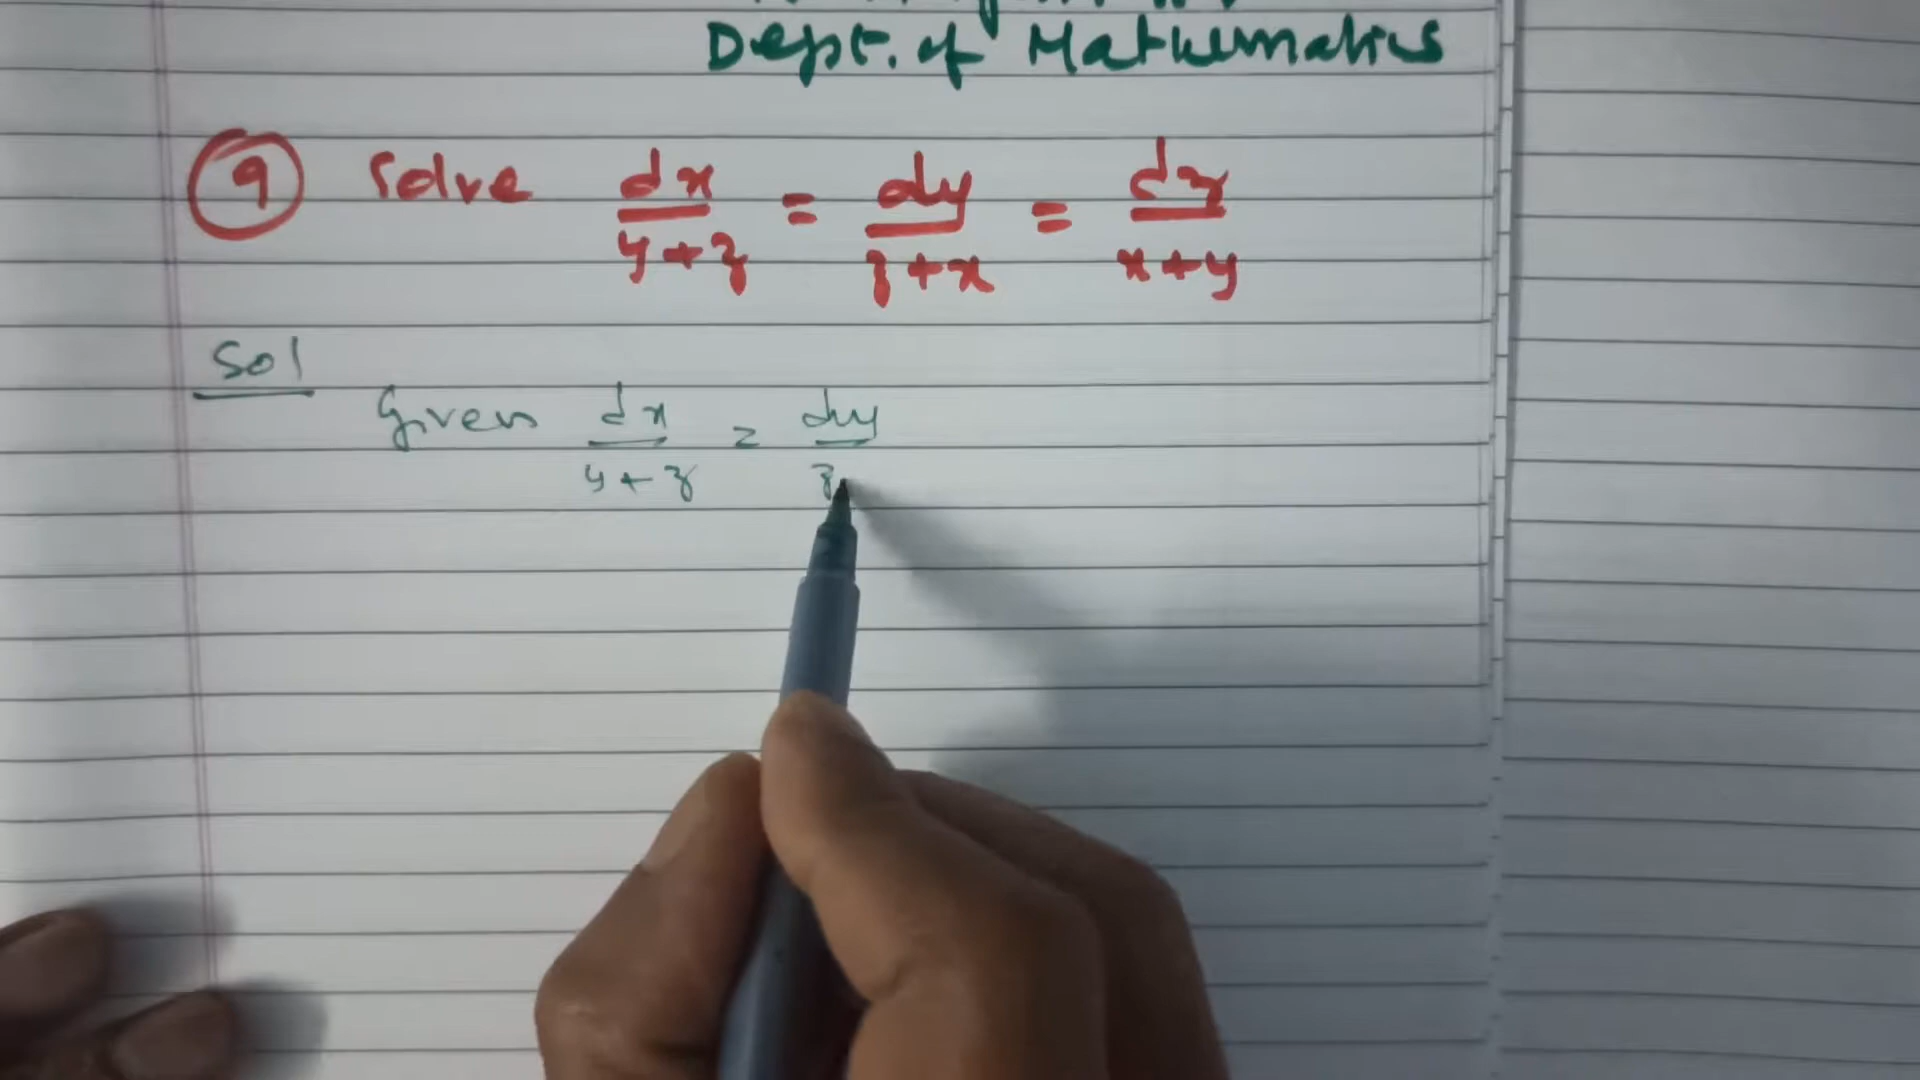 Dept. of Mathematics
9 Solve dx/y+z = dy/z+x = dz/x+y
Sol
Given dx/y+z = dy/z